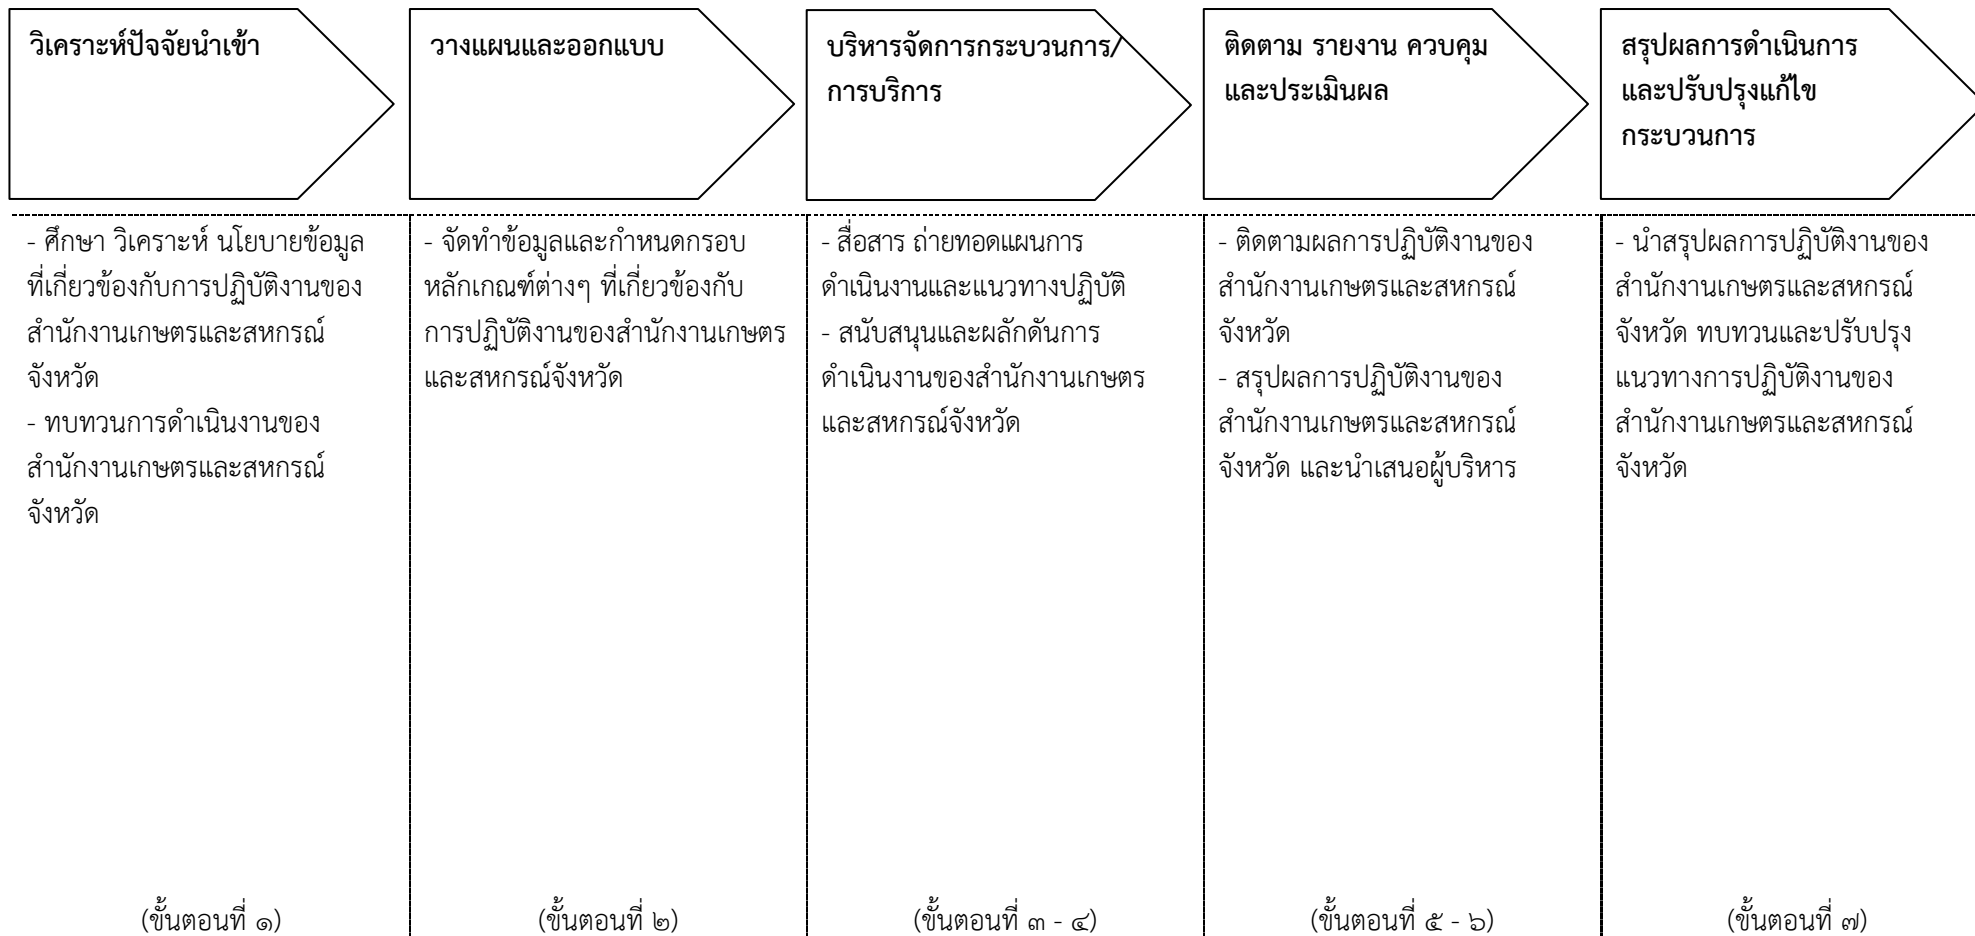 วิเคราะห์ปัจจัยนำเข้า
วางแผนและออกแบบ
บริหารจัดการกระบวนการ/
การบริการ
ติดตาม รายงาน ควบคุม
และประเมินผล
สรุปผลการดำเนินการ
และปรับปรุงแก้ไข
กระบวนการ
- ศึกษา วิเคราะห์ นโยบายข้อมูล
ที่เกี่ยวข้องกับการปฏิบัติงานของ
สำนักงานเกษตรและสหกรณ์
จังหวัด
- ทบทวนการดำเนินงานของ
สำนักงานเกษตรและสหกรณ์
จังหวัด
(ขั้นตอนที่ ๑)
- จัดทำข้อมูลและกำหนดกรอบ
หลักเกณฑ์ต่างๆ ที่เกี่ยวข้องกับ
การปฏิบัติงานของสำนักงานเกษตร
และสหกรณ์จังหวัด
(ขั้นตอนที่ ๒)
- สื่อสาร ถ่ายทอดแผนการ
ดำเนินงานและแนวทางปฏิบัติ
- สนับสนุนและผลักดันการ
ดำเนินงานของสำนักงานเกษตร
และสหกรณ์จังหวัด
(ขั้นตอนที่ ๓ - ๔)
- ติดตามผลการปฏิบัติงานของ
สำนักงานเกษตรและสหกรณ์
จังหวัด
- สรุปผลการปฏิบัติงานของ
สำนักงานเกษตรและสหกรณ์
จังหวัด และนำเสนอผู้บริหาร
(ขั้นตอนที่ ๕ - ๖)
- นำสรุปผลการปฏิบัติงานของ
สำนักงานเกษตรและสหกรณ์
จังหวัด ทบทวนและปรับปรุง
แนวทางการปฏิบัติงานของ
สำนักงานเกษตรและสหกรณ์
จังหวัด
(ขั้นตอนที่ ๗)